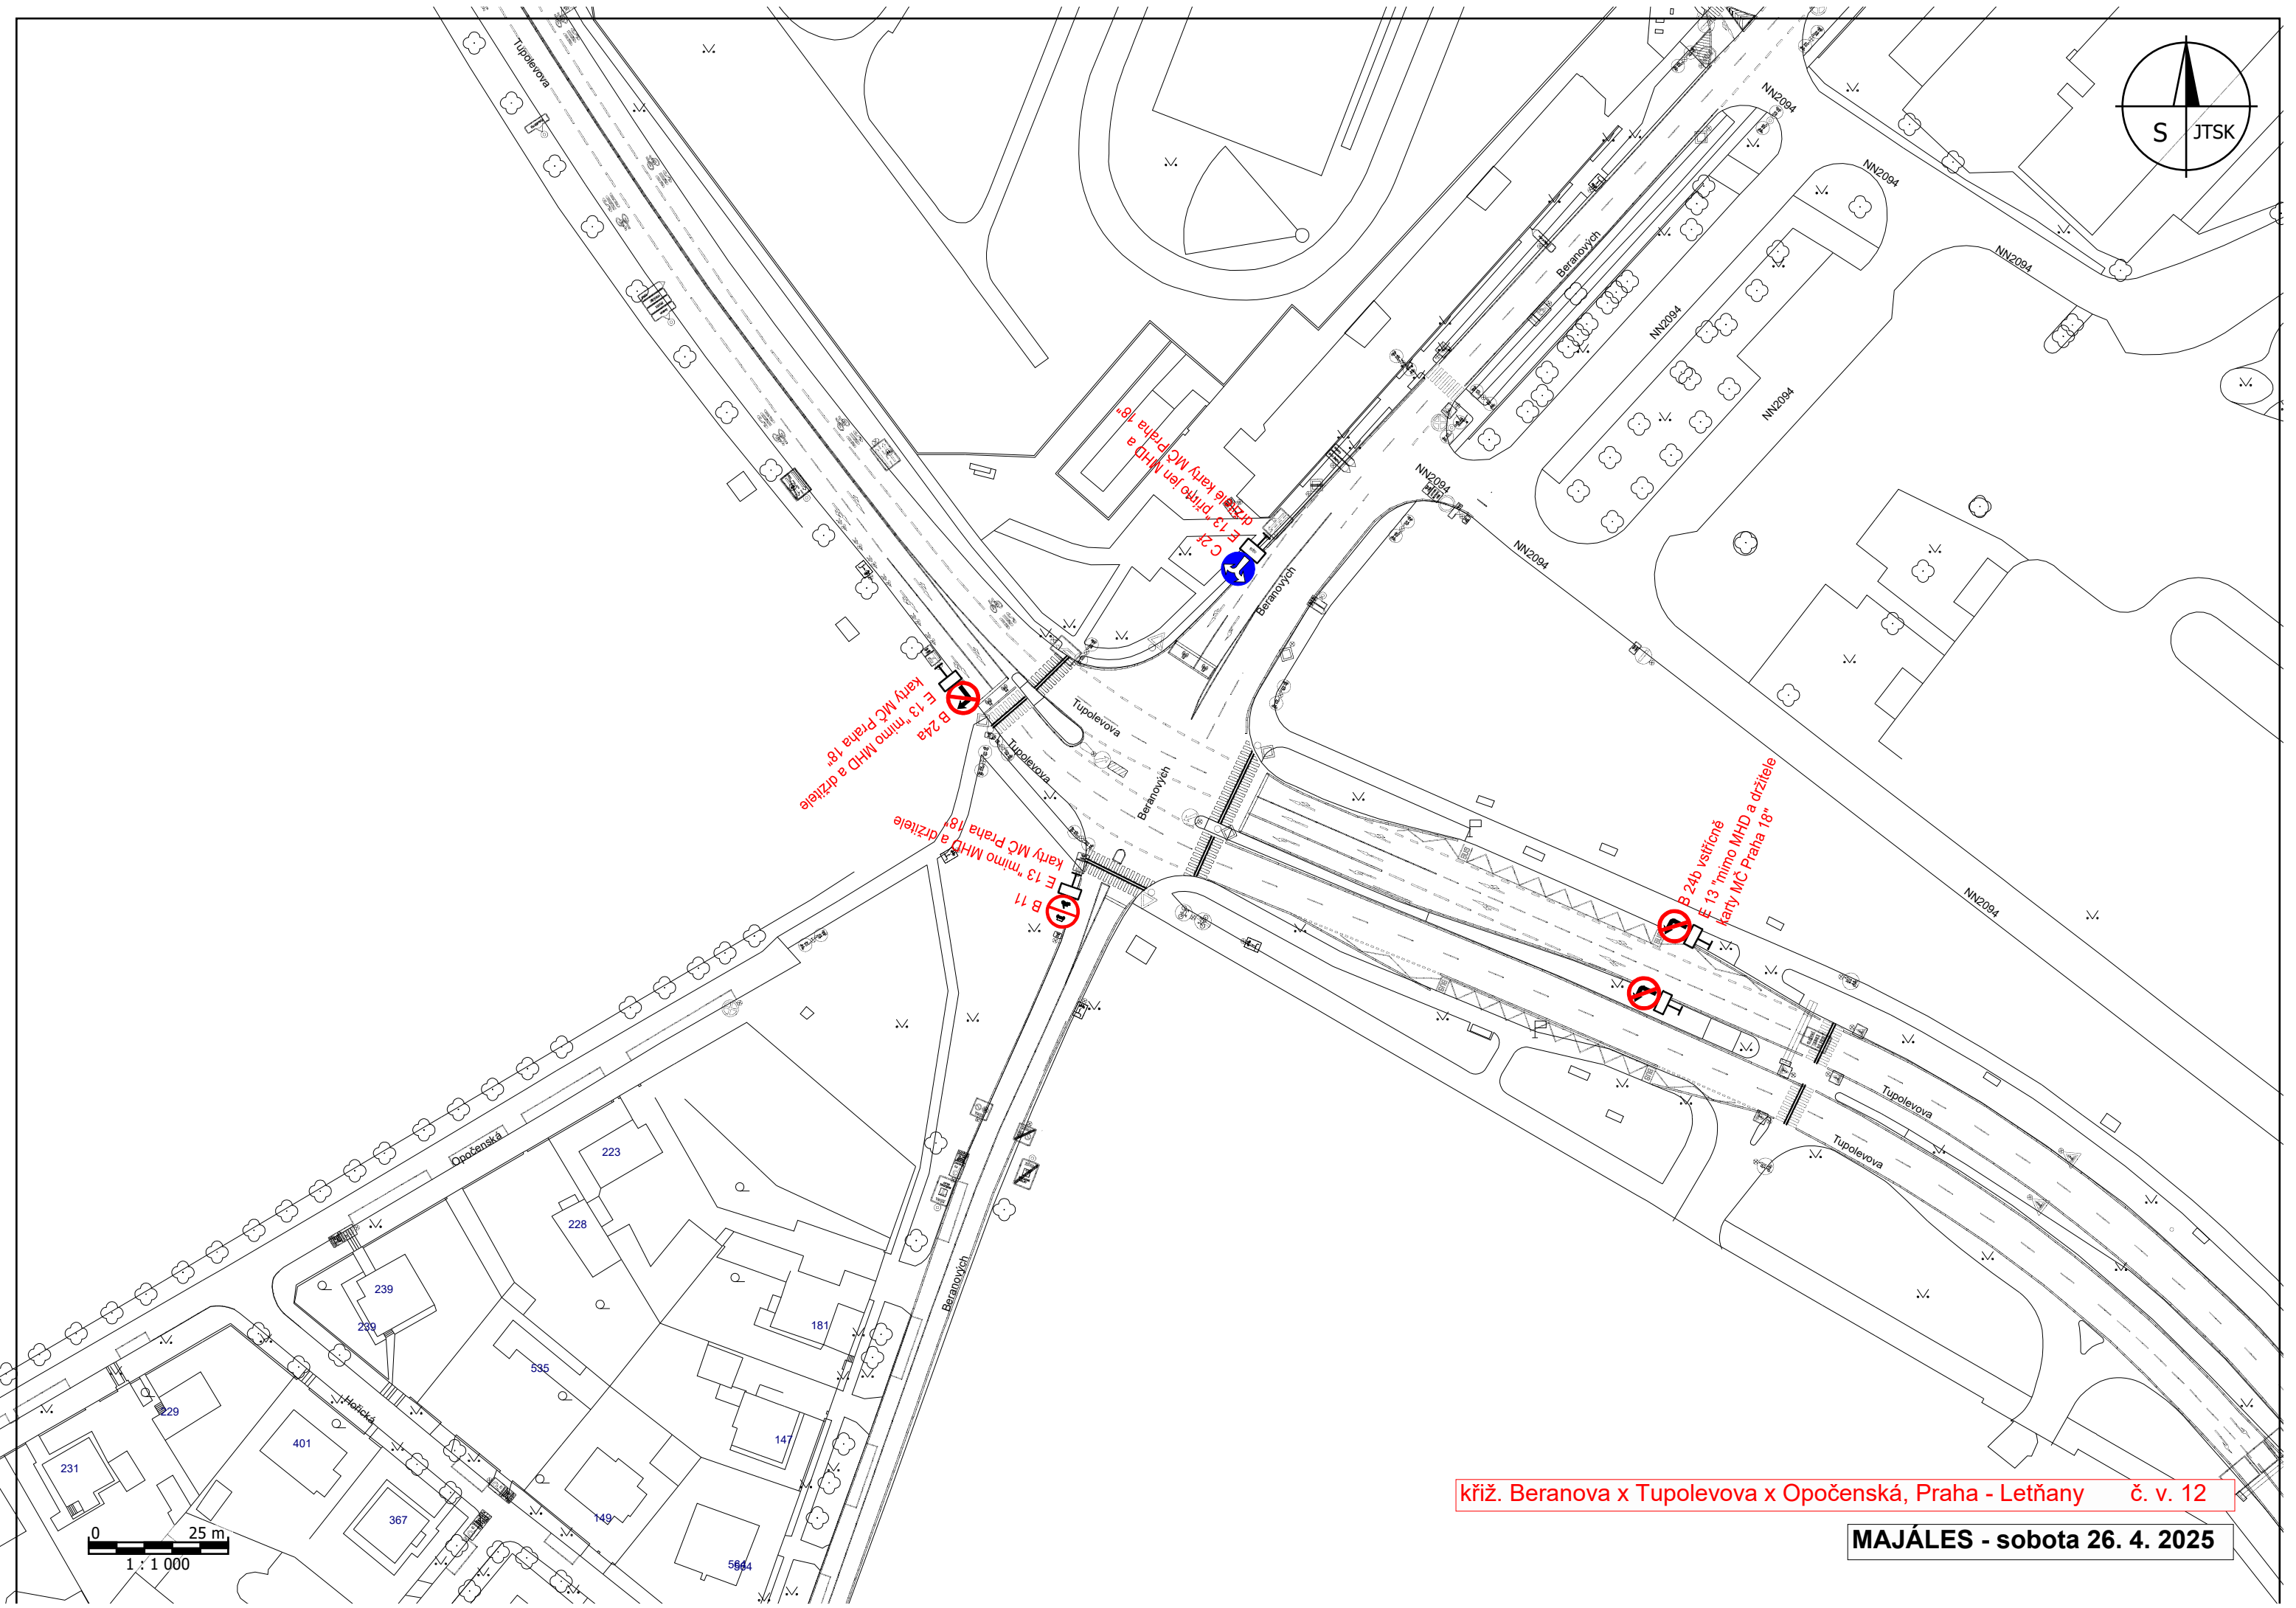 Tupolevova
S JTSK
NN2094
NN2094
NN2094
Beranových
NN2094
NN2094
C 2f
E 13 "přímo jen MHD a
držitelé karty MČ Praha 18"
NN2094
NN2094
Beranových
B 24a
E 13 "mimo MHD a držitele
karty MČ Praha 18"
Tupolevova
Tupolevova
Beranových
B 11
E 13 "mimo MHD a držitele
karty MČ Praha 18"
B 24b vstřícně
E 13 "mimo MHD a držitele
karty MČ Praha 18"
NN2094
Tupolevova
Tupolevova
Opočenská
223
228
239
239
181
Beranových
535
229
Hořická
401
147
231
367
149
564
0 25 m
1 : 1 000
křiž. Beranova x Tupolevova x Opočenská, Praha - Letňany č. v. 12
MAJÁLES - sobota 26. 4. 2025